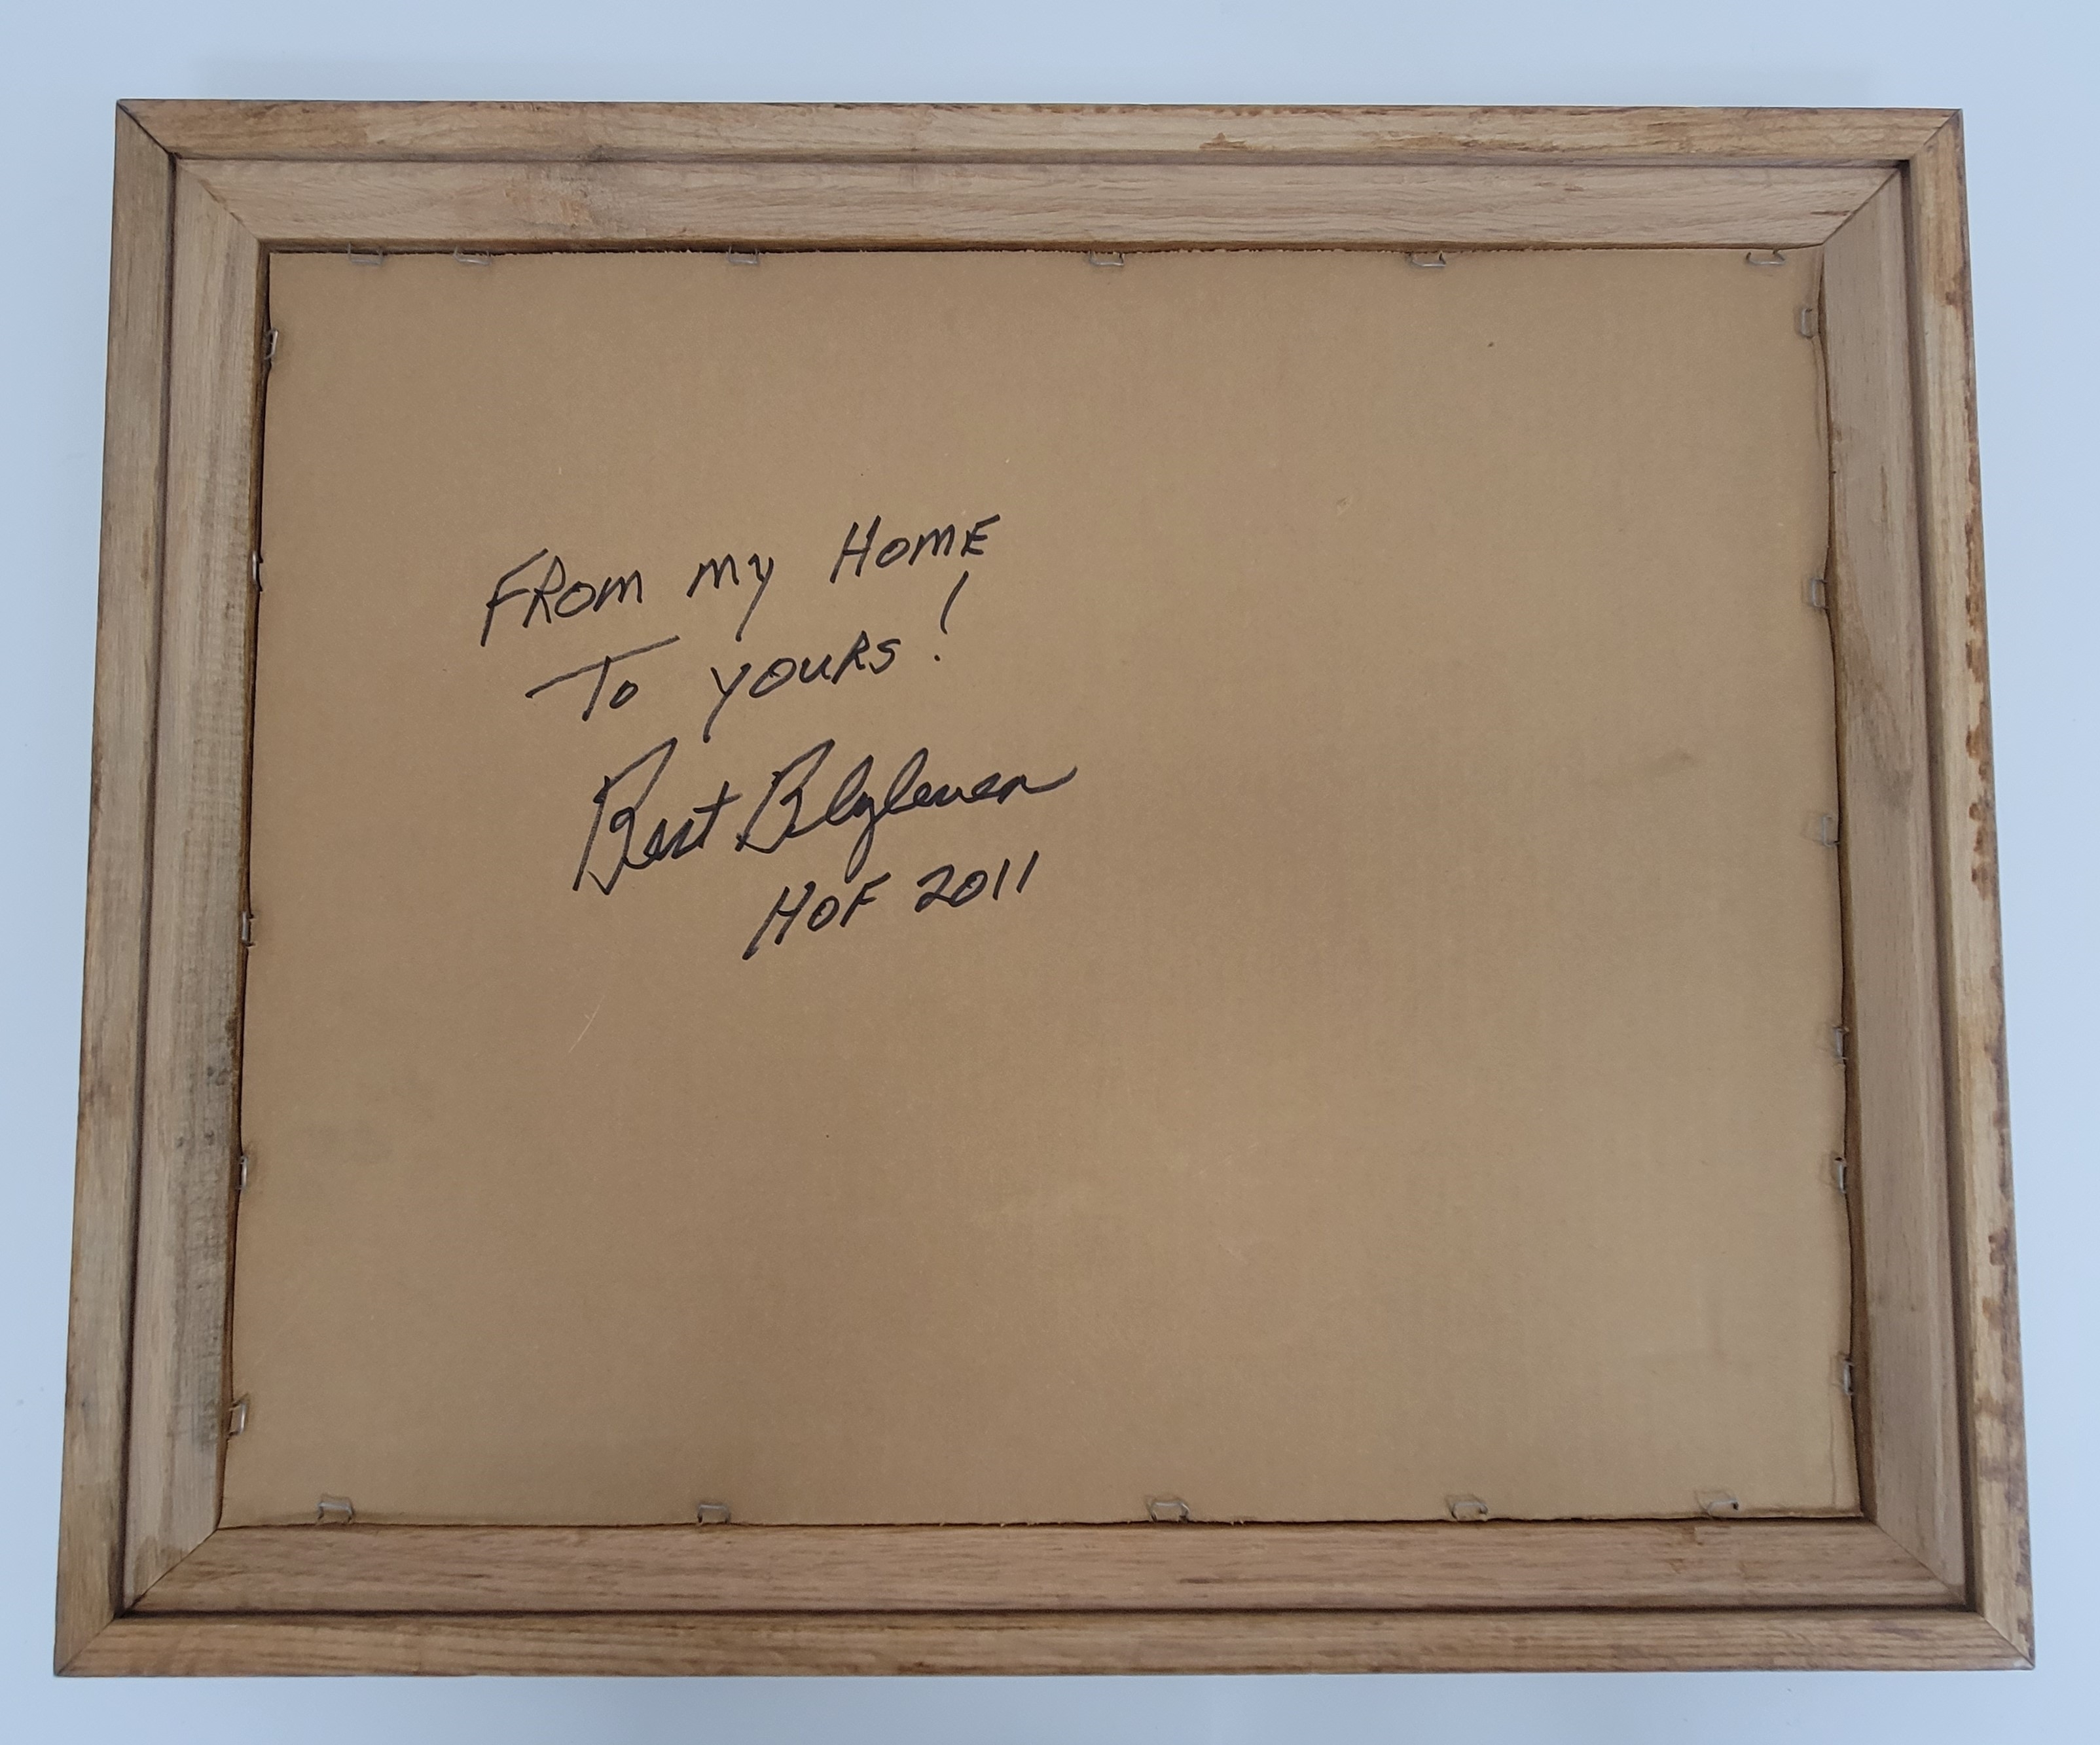 FROM MY HOME
TO YOURS!
Bert Blyleven
HOF 2011